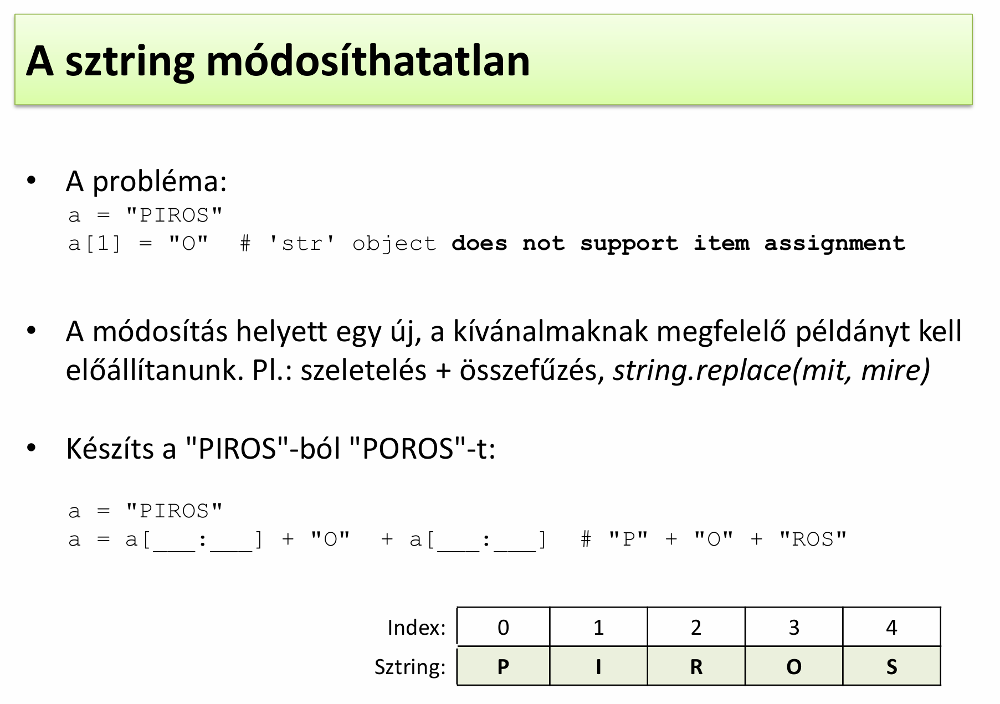 A sztring módosíthatatlan
• A probléma:
a = "PIROS"
a[1] = "O"  # 'str' object does not support item assignment
• A módosítás helyett egy új, a kívánalmaknak megfelelő példányt kell
előállítanunk. Pl.: szeletelés + összefűzés, string.replace(mit, mire)
• Készíts a "PIROS"-ból "POROS"-t:
a = "PIROS"
a = a[___:___] + "O"  + a[___:___]  # "P" + "O" + "ROS"
Index: 0 1 2 3 4
Sztring: P I R O S